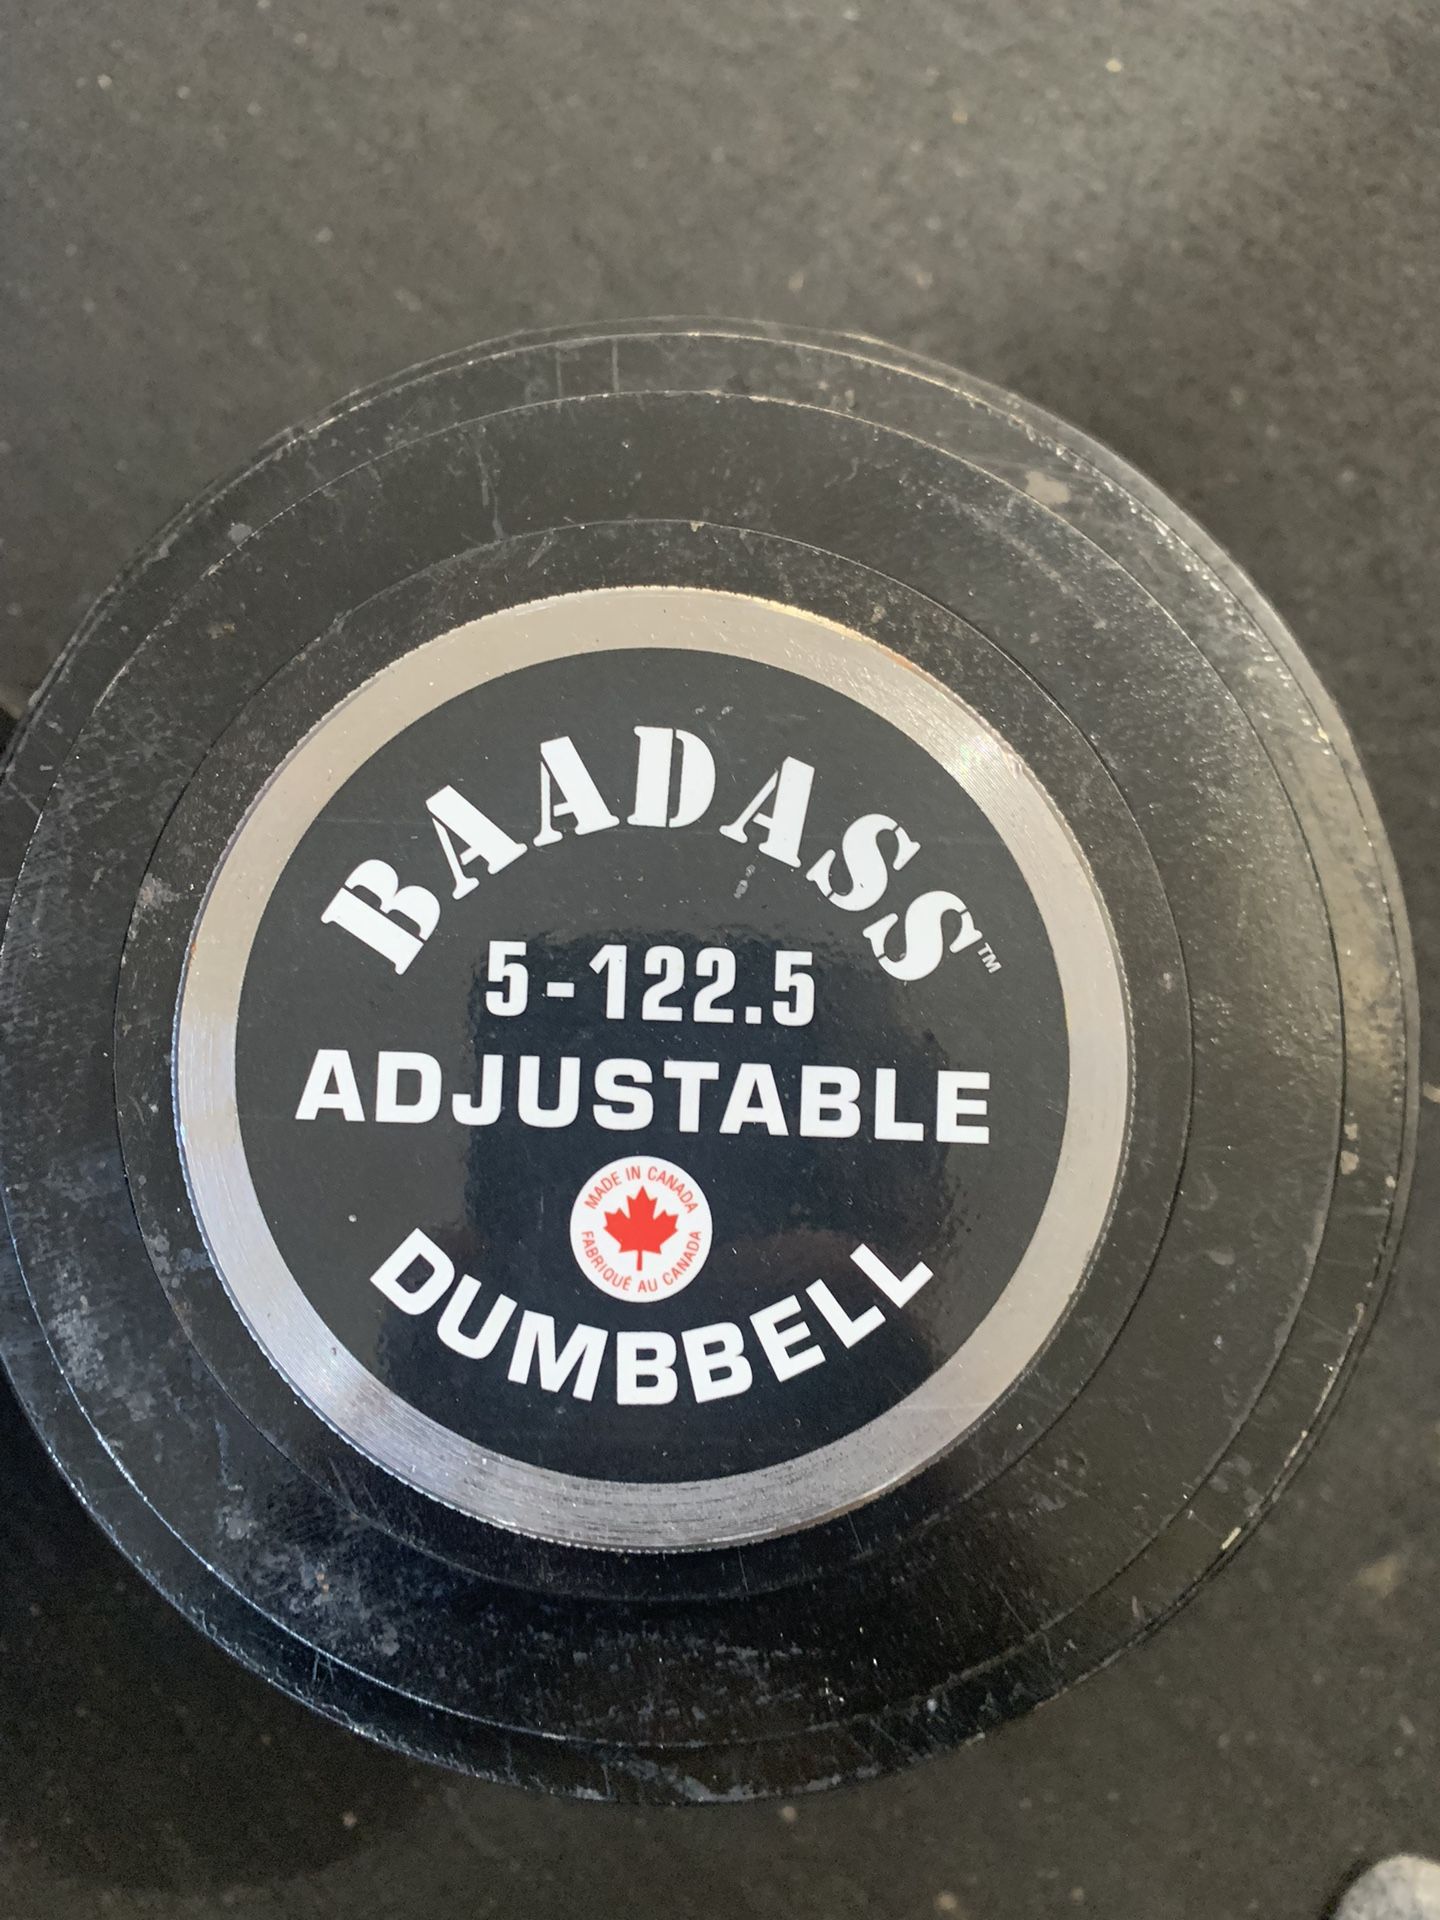 BAADASS™
5-122.5
ADJUSTABLE
MADE IN CANADA
FABRIQUÉ AU CANADA
DUMBBELL